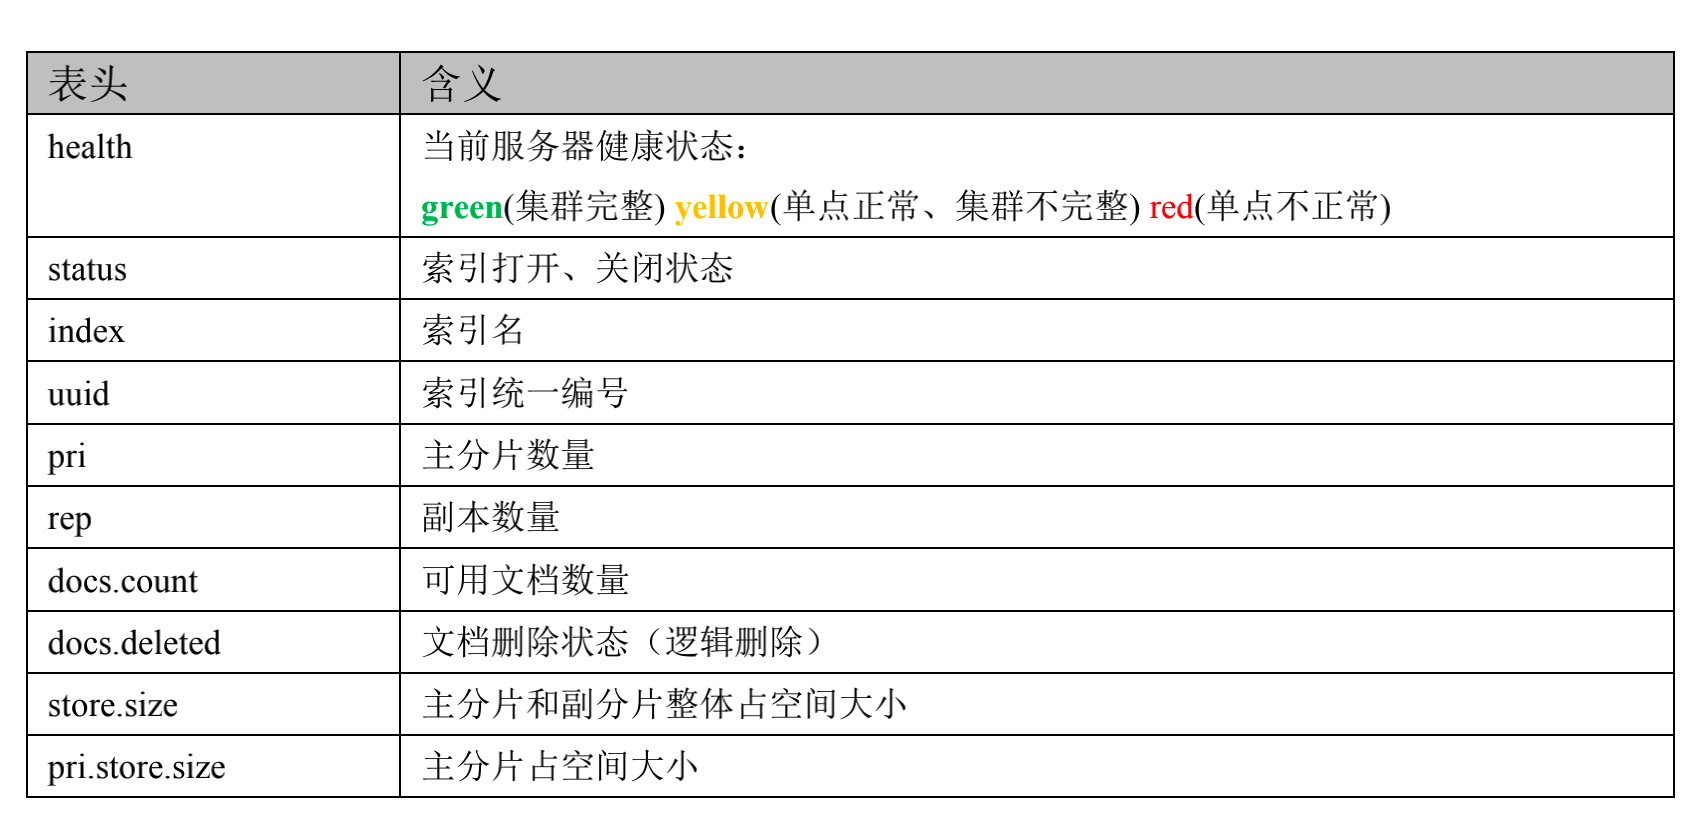 表头 含义
health 当前服务器健康状态：
green(集群完整) yellow(单点正常、集群不完整) red(单点不正常)
status 索引打开、关闭状态
index 索引名
uuid 索引统一编号
pri 主分片数量
rep 副本数量
docs.count 可用文档数量
docs.deleted 文档删除状态（逻辑删除）
store.size 主分片和副分片整体占空间大小
pri.store.size 主分片占空间大小